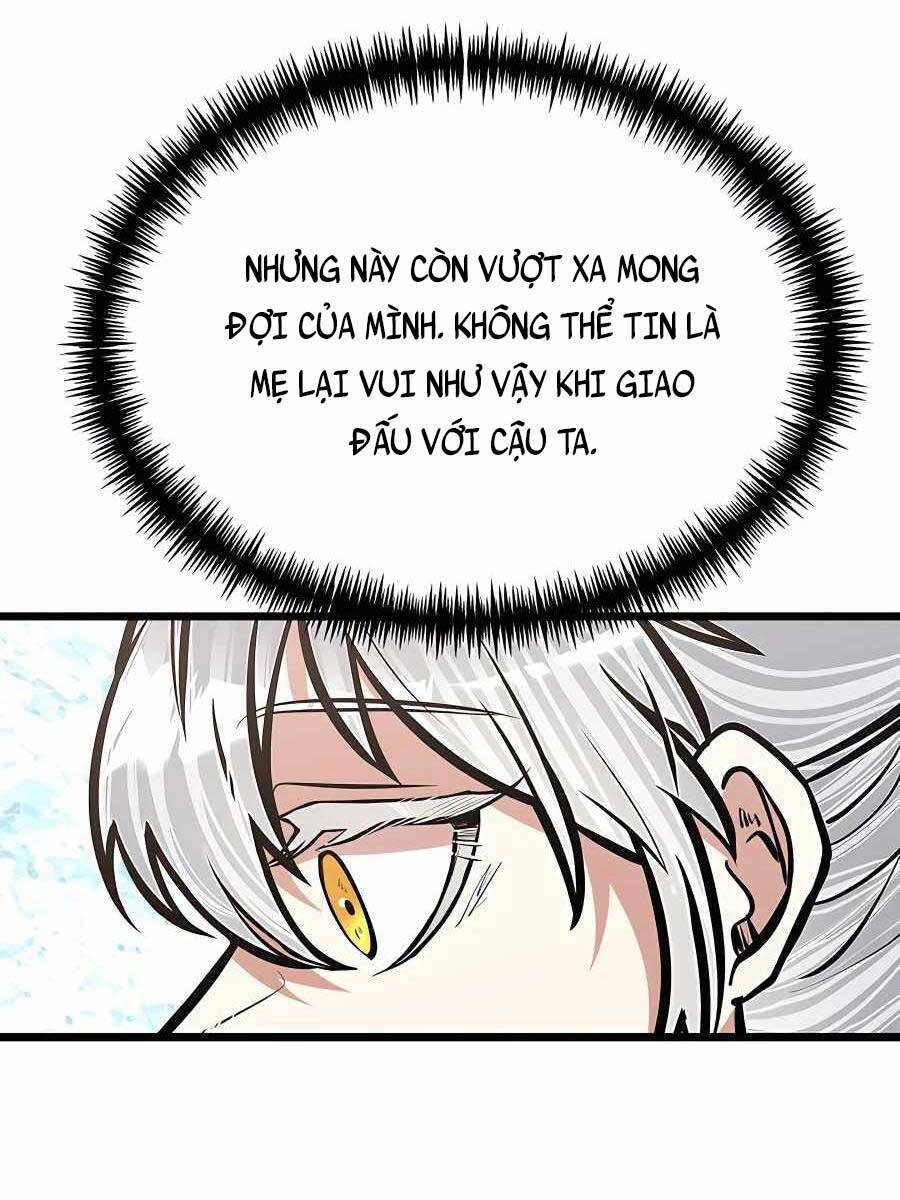 NHƯNG NÀY CÒN VƯỢT XA MONG
ĐỢI CỦA MÌNH. KHÔNG THỂ TIN LÀ
MẸ LẠI VUI NHƯ VẬY KHI GIAO
ĐẤU VỚI CẬU TA.